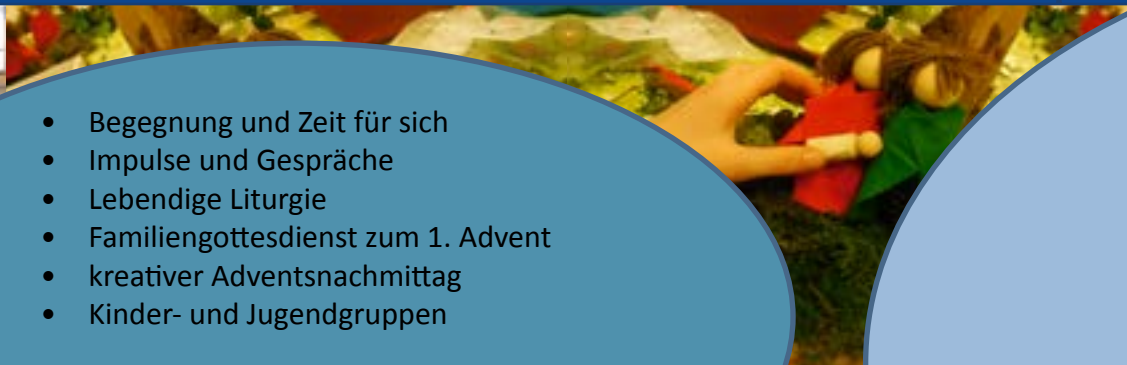 • Begegnung und Zeit für sich
• Impulse und Gespräche
• Lebendige Liturgie
• Familiengottesdienst zum 1. Advent
• kreativer Adventsnachmittag
• Kinder- und Jugendgruppen